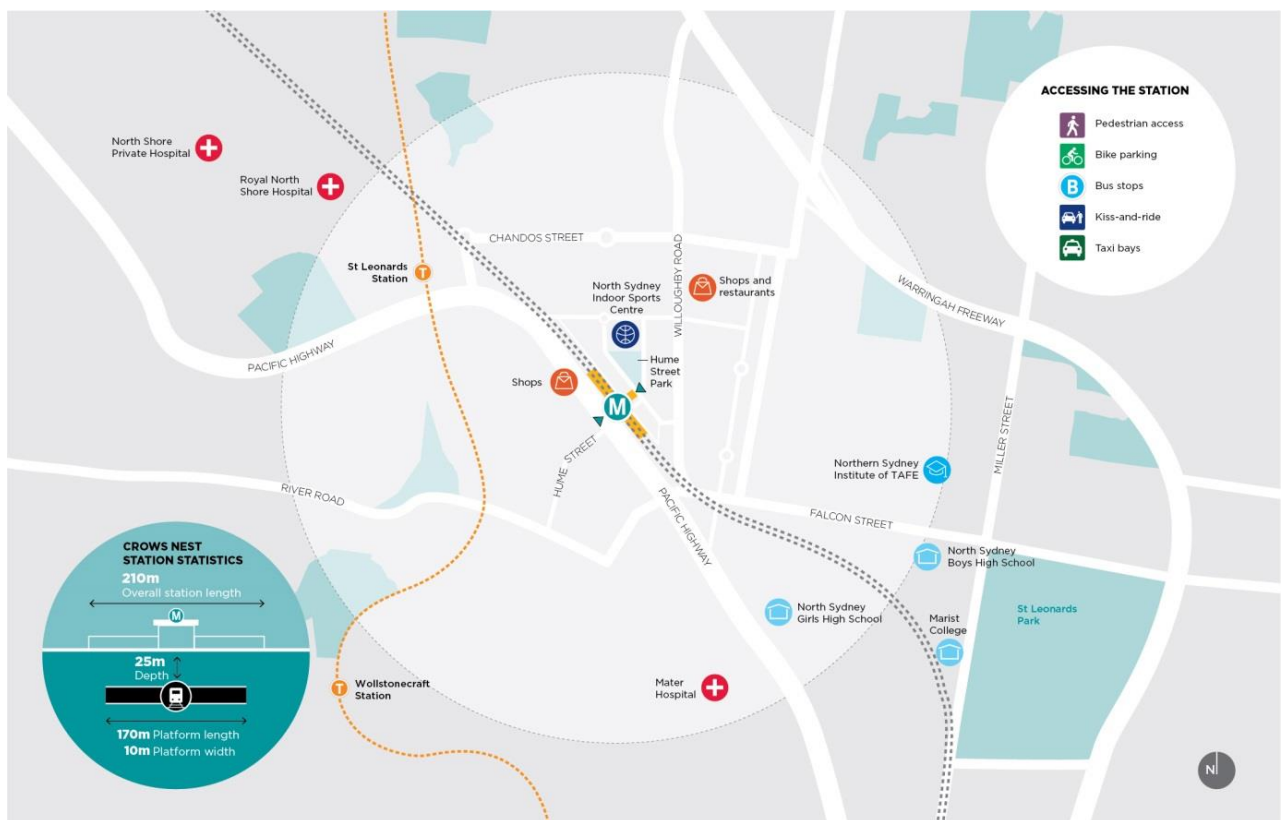 ACCESSING THE STATION
Pedestrian access
Bike parking
B
Bus stops
Kiss-and-ride
Taxi bays
North Shore
Private Hospital
Royal North
Shore Hospital
CHANDOS STREET
WILLOUGHBY ROAD
St Leonards
Station
T
North Sydney
Indoor Sports
Centre
Shops and
restaurants
WARRINGAH FREEWAY
PACIFIC HIGHWAY
Shops
Hume
Street
Park
M
HUME STREET
MILLER STREET
Northern Sydney
Institute of TAFE
RIVER ROAD
PACIFIC HIGHWAY
FALCON STREET
North Sydney
Boys High School
North Sydney
Girls High School
Marist
College
St Leonards
Park
Mater
Hospital
T
Wollstonecraft
Station
CROWS NEST
STATION STATISTICS
210m
Overall station length
M
25m
Depth
170m Platform length
10m Platform width
N